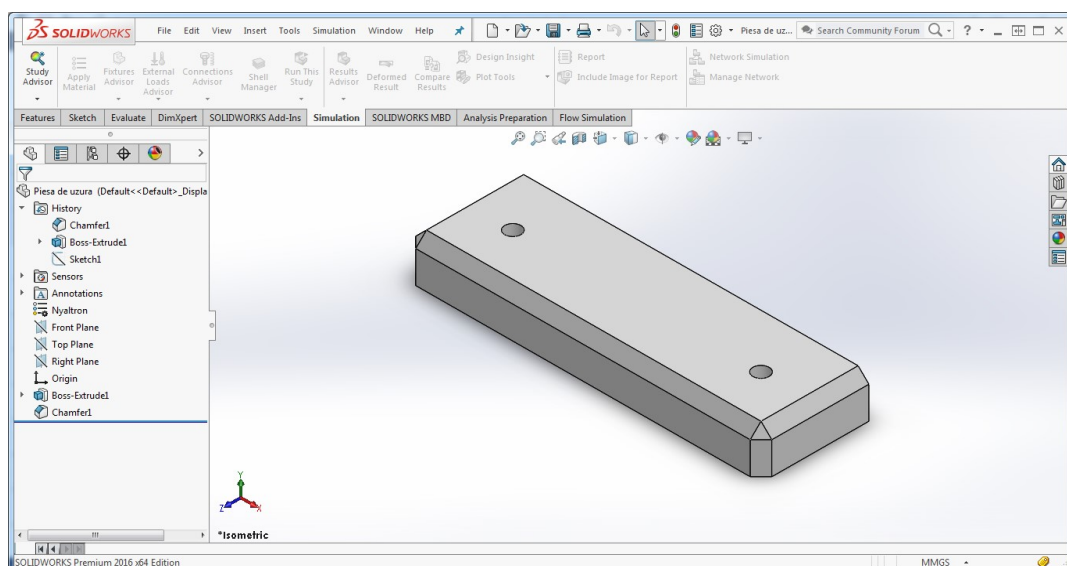 SOLIDWORKS File Edit View Insert Tools Simulation Window Help Piesa de uz... Search Community Forum ?
Study Advisor
Apply Material
Fixtures Advisor
External Loads Advisor
Connections Advisor
Shell Manager
Run This Study
Results Advisor
Deformed Result
Compare Results
Design Insight
Plot Tools
Report
Include Image for Report
Network Simulation
Manage Network
Features Sketch Evaluate DimXpert SOLIDWORKS Add-Ins Simulation SOLIDWORKS MBD Analysis Preparation Flow Simulation
Piesa de uzura (Default<<Default>_Displa
History
Chamfer1
Boss-Extrude1
Sketch1
Sensors
Annotations
Nyaltron
Front Plane
Top Plane
Right Plane
Origin
Boss-Extrude1
Chamfer1
Y
Z
X
*Isometric
SOLIDWORKS Premium 2016 x64 Edition MMGS